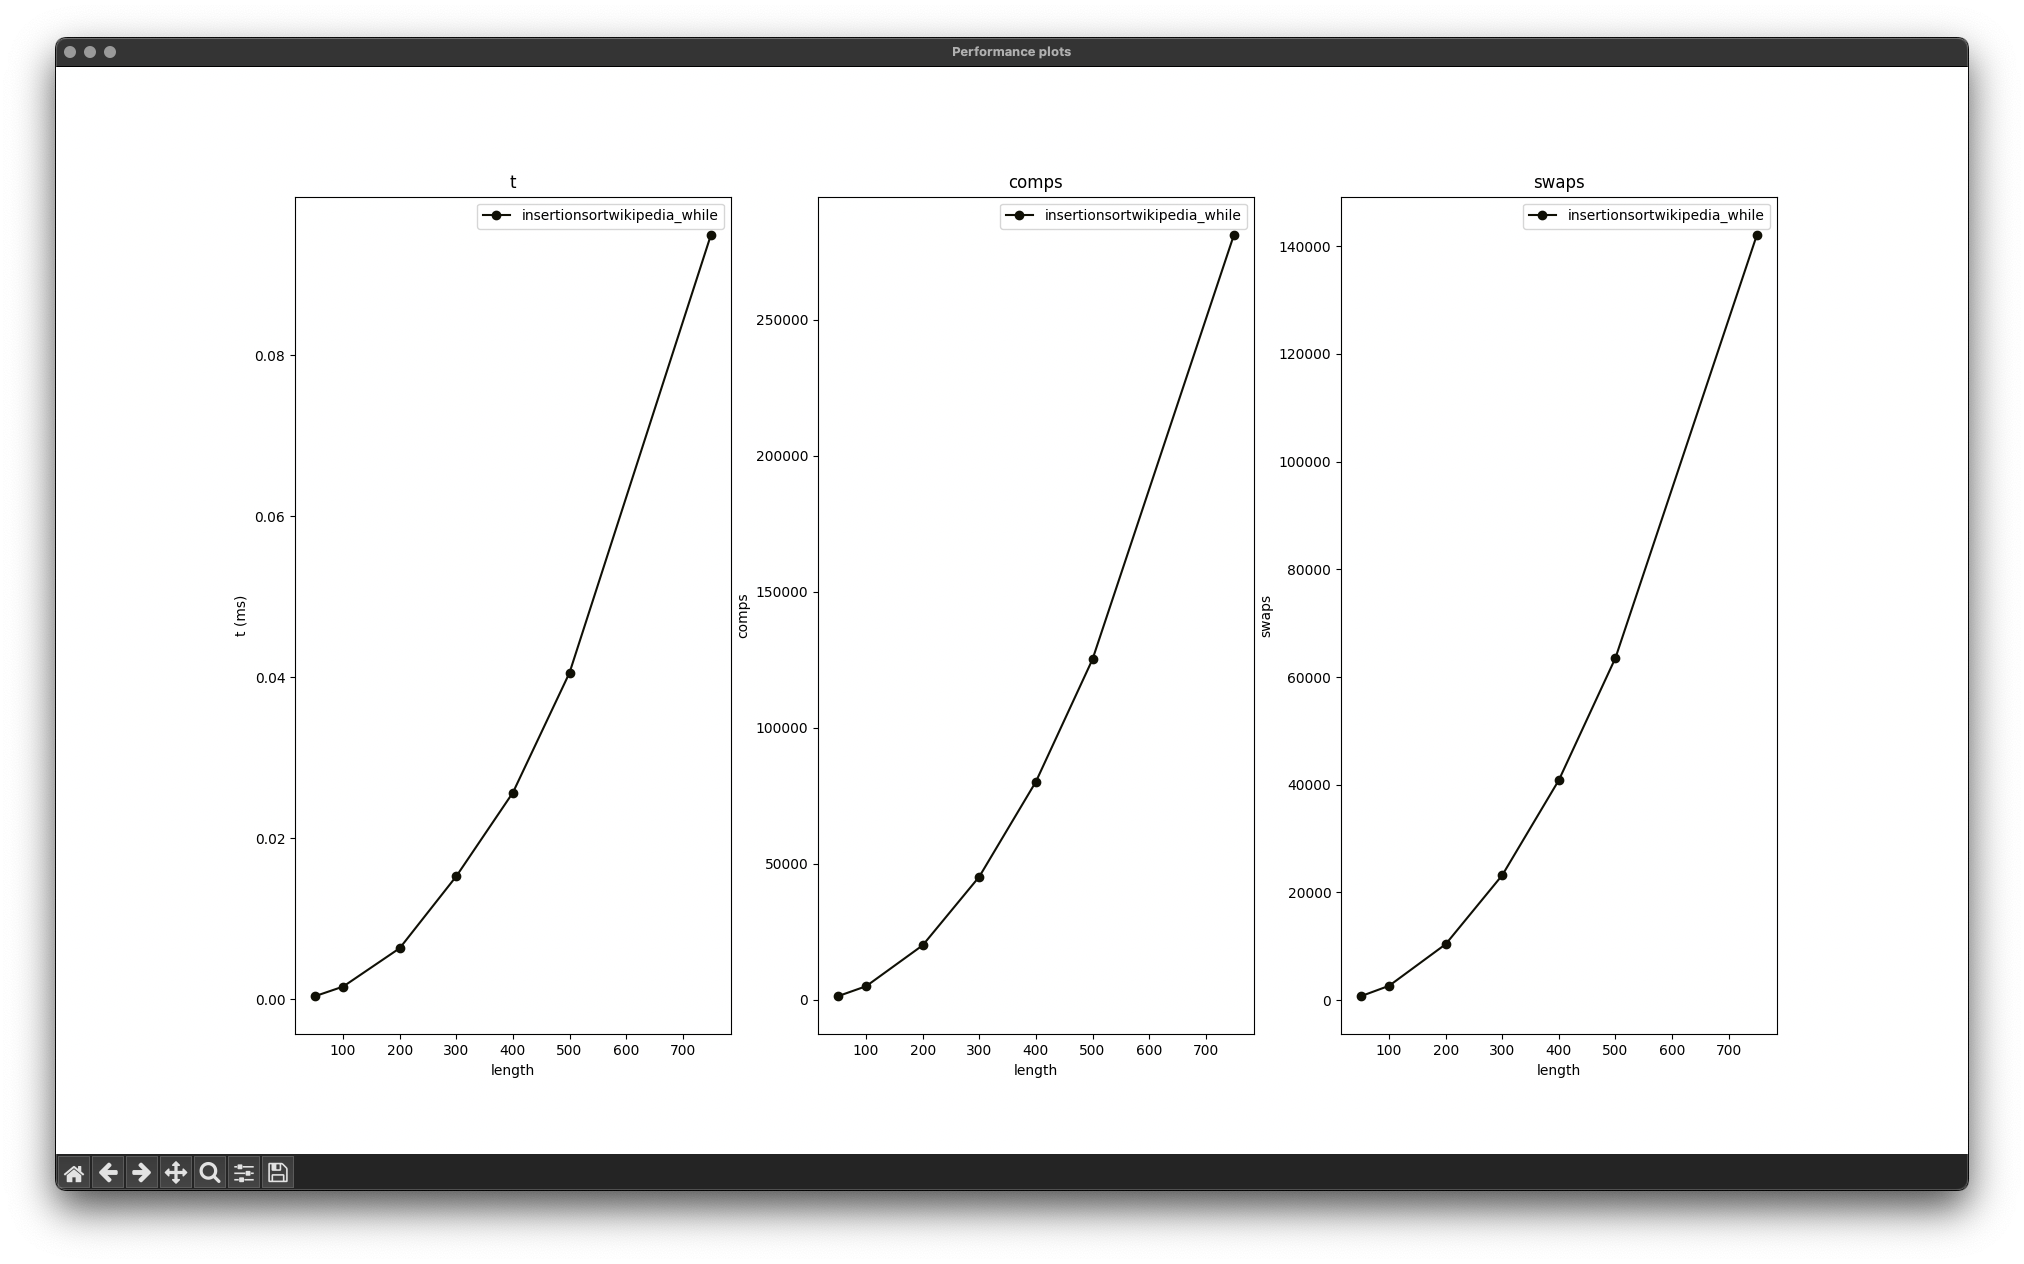 Performance plots
t
insertionsortwikipedia_while
0.08
0.06
0.04
0.02
0.00
t (ms)
100 200 300 400 500 600 700
length
comps
insertionsortwikipedia_while
250000
200000
150000
100000
50000
0
comps
100 200 300 400 500 600 700
length
swaps
insertionsortwikipedia_while
140000
120000
100000
80000
60000
40000
20000
0
swaps
100 200 300 400 500 600 700
length